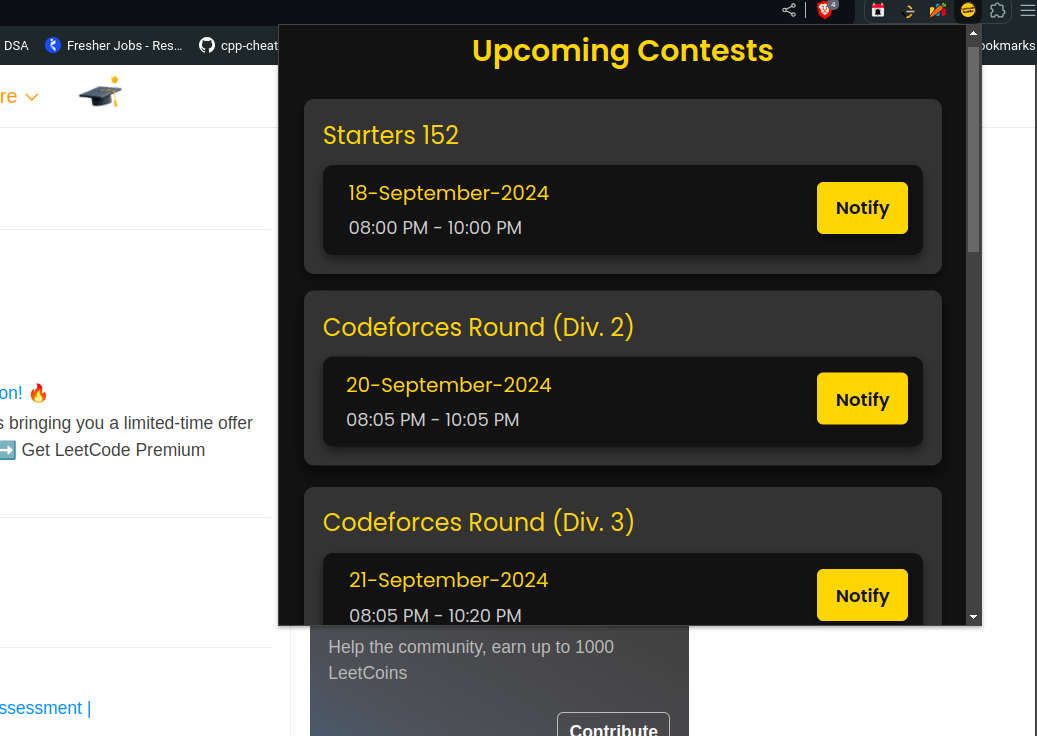 4
DSA
Fresher Jobs - Res...
cpp-cheat
ookmarks
re
Upcoming Contests
Starters 152
18-September-2024
08:00 PM - 10:00 PM
Notify
Codeforces Round (Div. 2)
20-September-2024
08:05 PM - 10:05 PM
Notify
Codeforces Round (Div. 3)
21-September-2024
08:05 PM - 10:20 PM
Notify
on! 🔥
s bringing you a limited-time offer
➡️ Get LeetCode Premium
ssessment |
Help the community, earn up to 1000
LeetCoins
Contribute